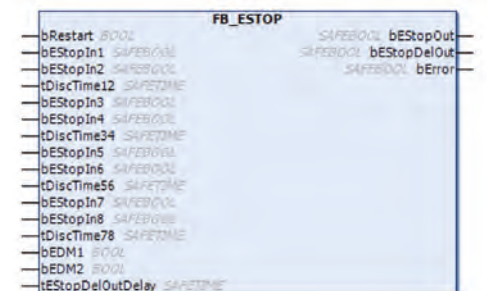 FB_ESTOP
bRestart BOOL
bEStopIn1 SAFEBOOL
bEStopIn2 SAFEBOOL
tDiscTime12 SAFETIME
bEStopIn3 SAFEBOOL
bEStopIn4 SAFEBOOL
tDiscTime34 SAFETIME
bEStopIn5 SAFEBOOL
bEStopIn6 SAFEBOOL
tDiscTime56 SAFETIME
bEStopIn7 SAFEBOOL
bEStopIn8 SAFEBOOL
tDiscTime78 SAFETIME
bEDM1 BOOL
bEDM2 BOOL
tEStopDelOutDelay SAFETIME
SAFEBOOL bEStopOut
SAFEBOOL bEStopDelOut
SAFEBOOL bError